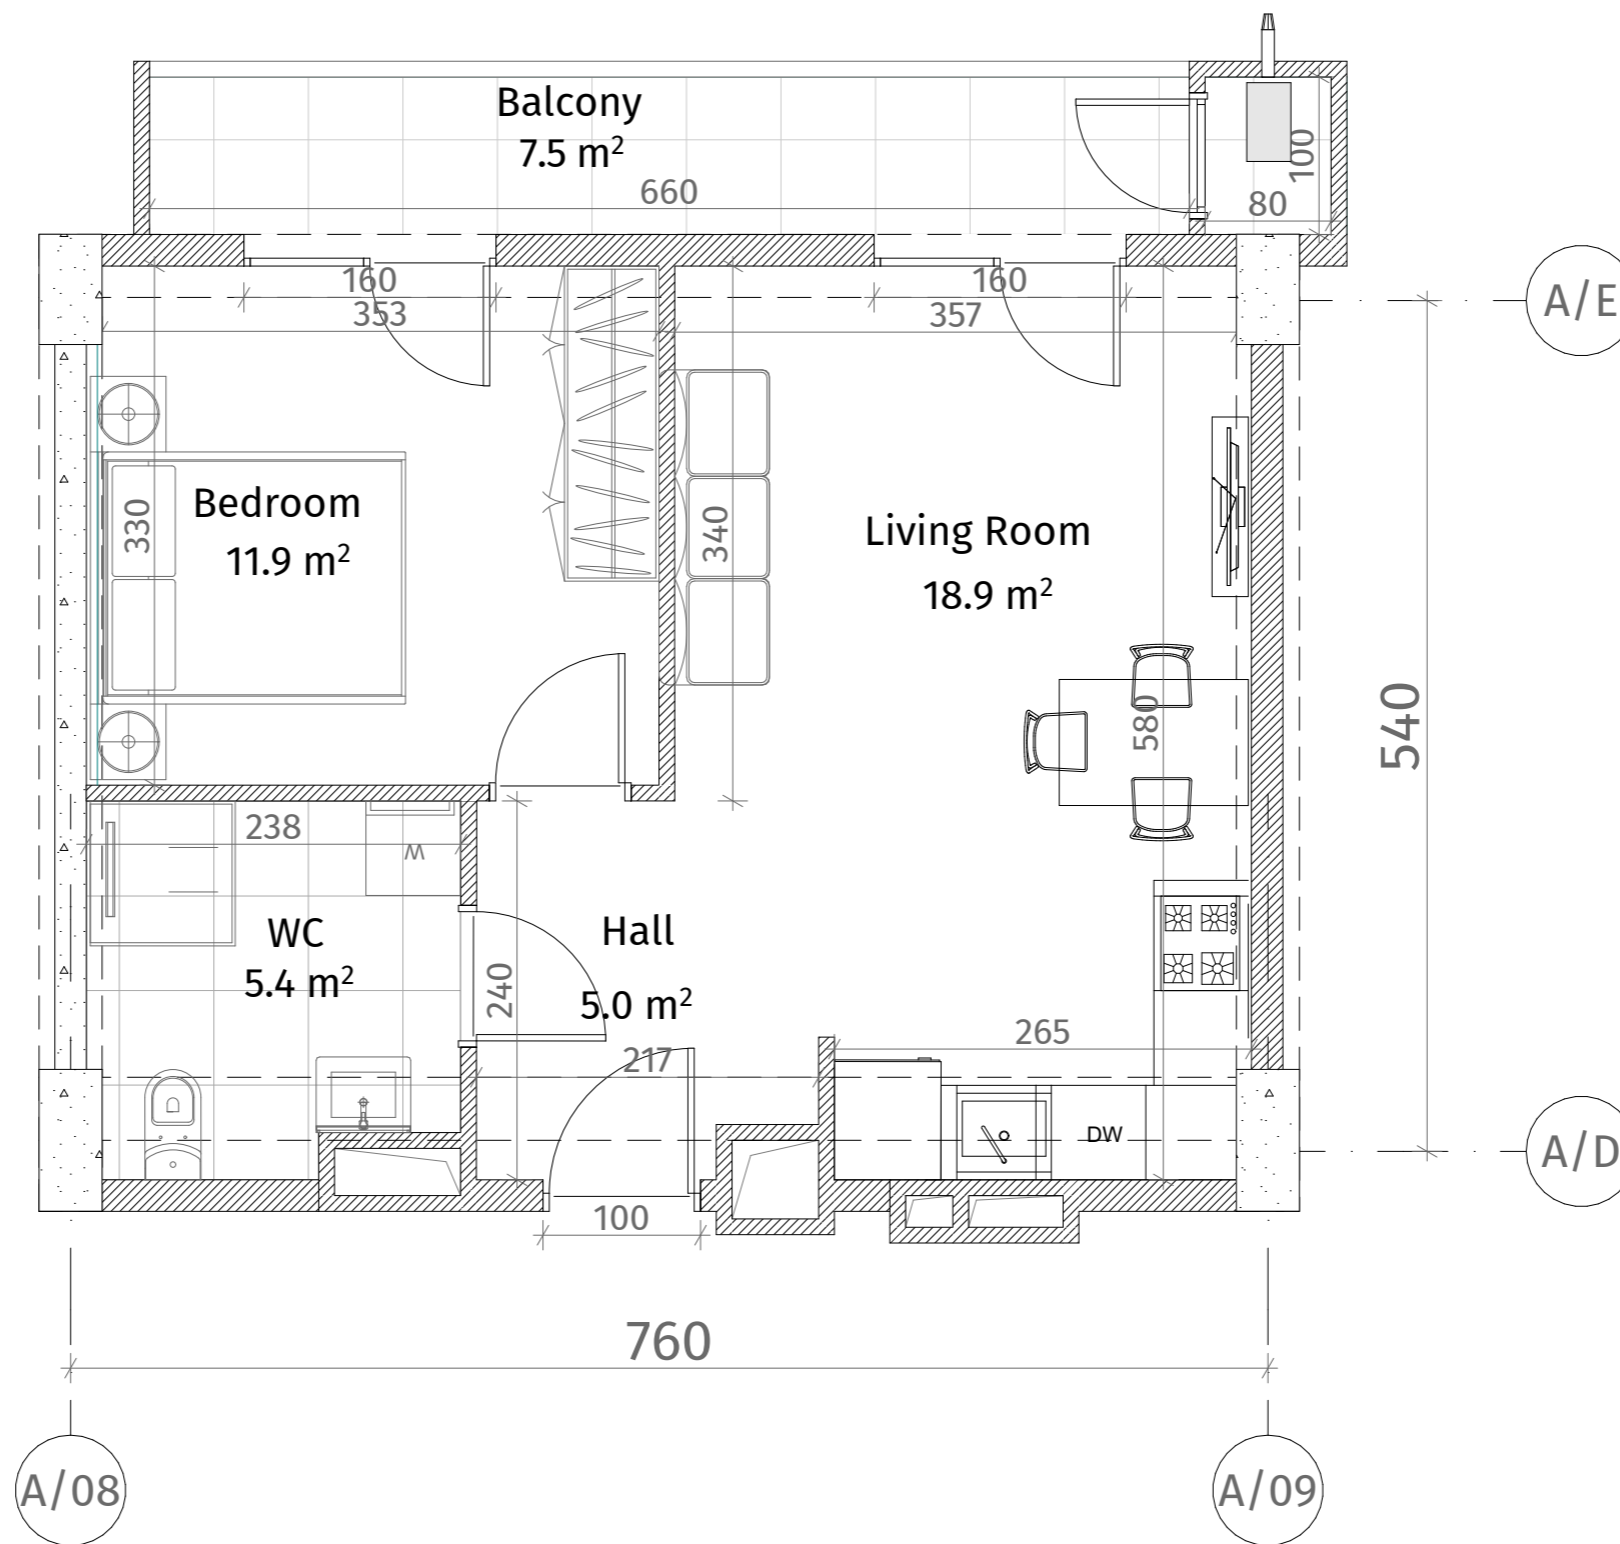 Balcony
7.5 m²
660
100
80
160
353
160
357
A/E
Bedroom
11.9 m²
330
340
Living Room
18.9 m²
580
540
238
W
WC
5.4 m²
Hall
5.0 m²
240
217
265
DW
A/D
100
760
A/08
A/09